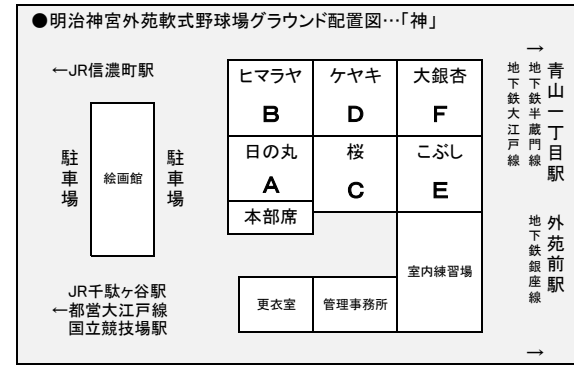 ●明治神宮外苑軟式野球場グラウンド配置図…「神」
←JR信濃町駅
ヒマラヤ
B
ケヤキ
D
大銀杏
F
日の丸
A
桜
C
こぶし
E
本部席
駐車場
絵画館
駐車場
室内練習場
更衣室
管理事務所
JR千駄ヶ谷駅
←都営大江戸線
国立競技場駅
→
青山一丁目駅
地下鉄半蔵門線
地下鉄大江戸線
外苑前駅
地下鉄銀座線
→